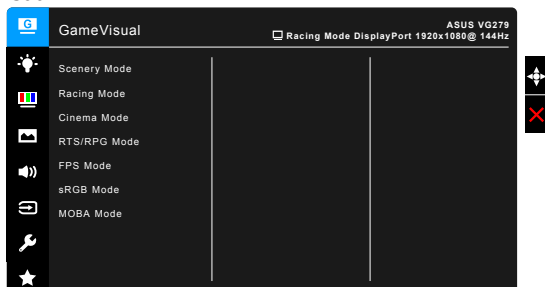 G
GameVisual
ASUS VG279
Racing Mode DisplayPort 1920x1080@ 144Hz
Scenery Mode
Racing Mode
Cinema Mode
RTS/RPG Mode
FPS Mode
sRGB Mode
MOBA Mode